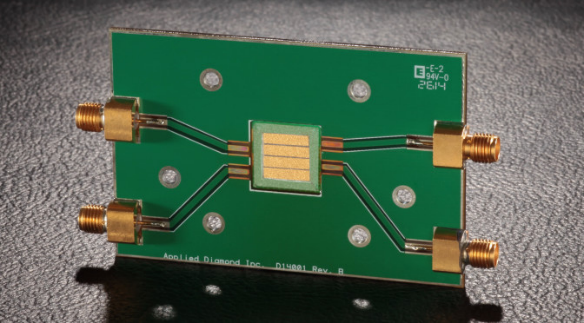 E -E-2
94V-0
2614
Applied Diamond Inc. D14001 Rev. B